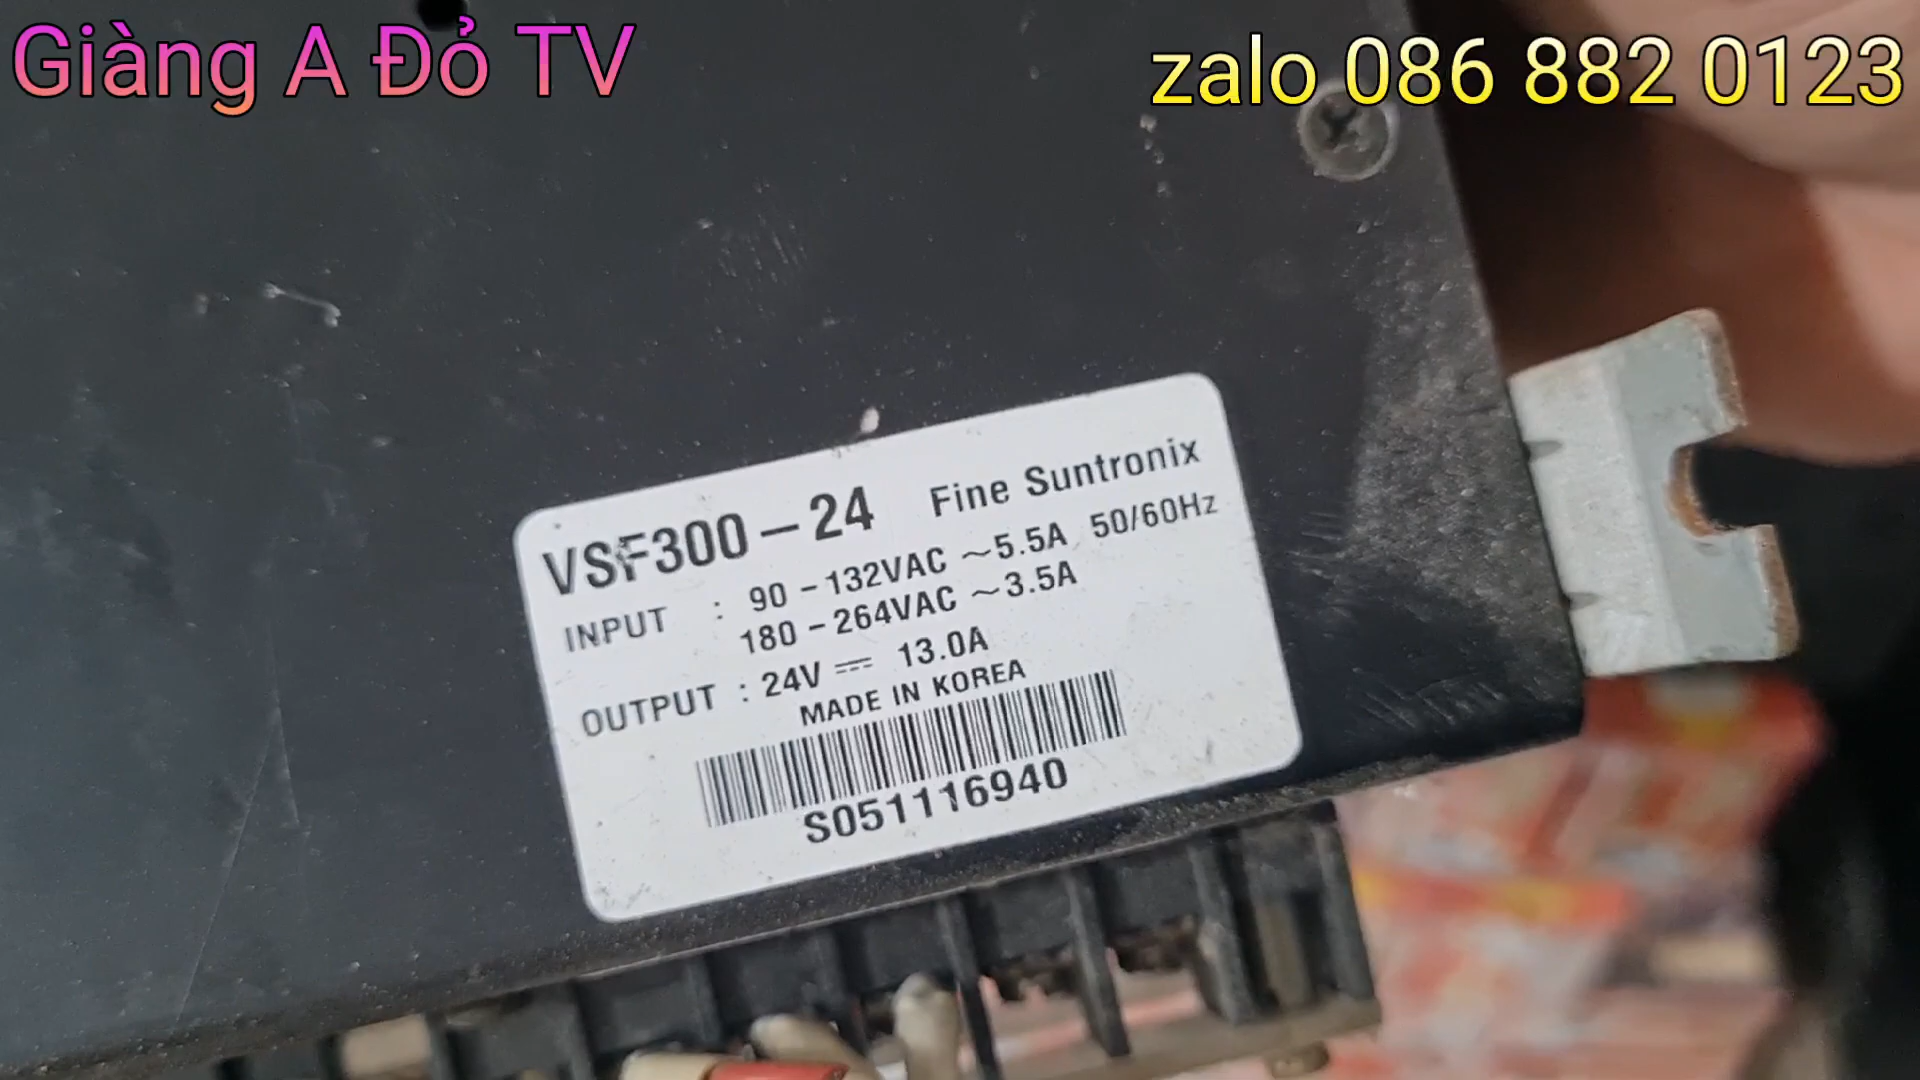 Giàng A Đỏ TV
zalo 086 882 0123
VSF300-24 Fine Suntronix
INPUT : 90-132VAC ~5.5A 50/60Hz
180-264VAC ~3.5A
OUTPUT : 24V ⎓ 13.0A
MADE IN KOREA
S051116940